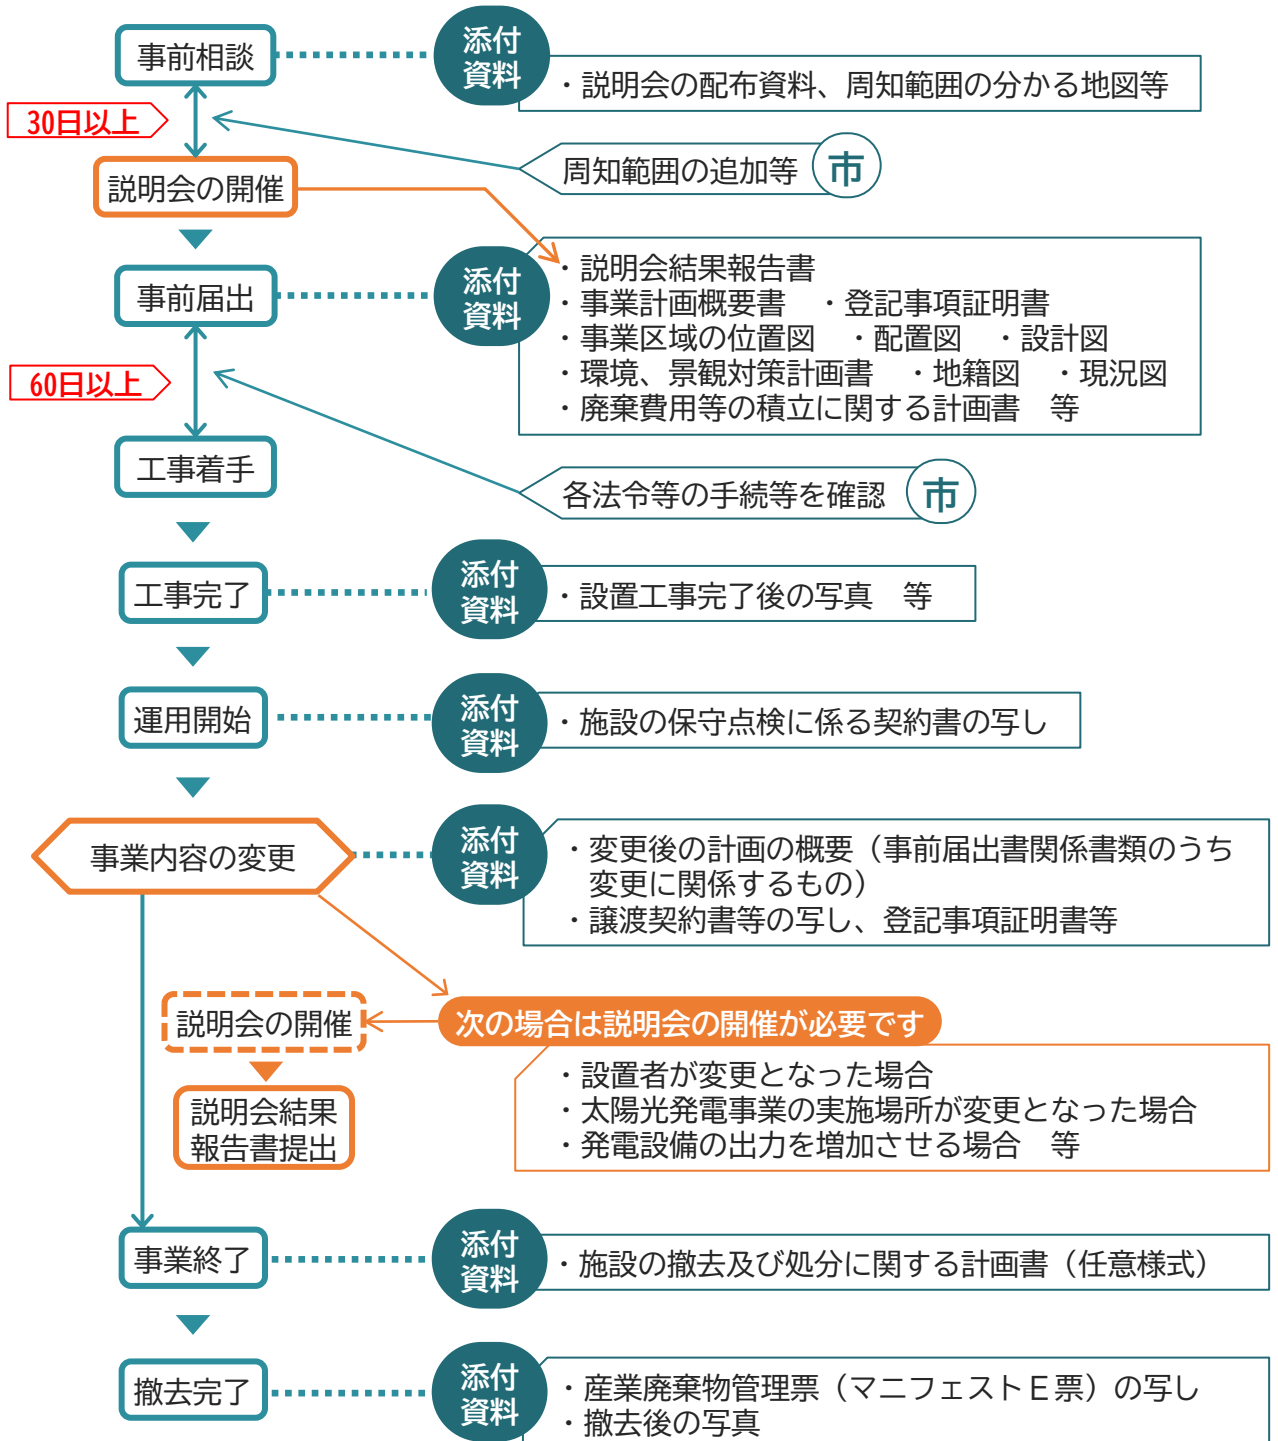 事前相談
添付
資料
・説明会の配布資料、周知範囲の分かる地図等
30日以上
周知範囲の追加等
市
説明会の開催
事前届出
添付
資料
・説明会結果報告書
・事業計画概要書　・登記事項証明書
・事業区域の位置図　・配置図　・設計図
・環境、景観対策計画書　・地籍図　・現況図
・廃棄費用等の積立に関する計画書　等
60日以上
工事着手
各法令等の手続等を確認
市
工事完了
添付
資料
・設置工事完了後の写真　等
運用開始
添付
資料
・施設の保守点検に係る契約書の写し
事業内容の変更
添付
資料
・変更後の計画の概要（事前届出書関係書類のうち
変更に関係するもの）
・譲渡契約書等の写し、登記事項証明書等
説明会の開催
次の場合は説明会の開催が必要です
・設置者が変更となった場合
・太陽光発電事業の実施場所が変更となった場合
・発電設備の出力を増加させる場合　等
説明会結果
報告書提出
事業終了
添付
資料
・施設の撤去及び処分に関する計画書（任意様式）
撤去完了
添付
資料
・産業廃棄物管理票（マニフェストＥ票）の写し
・撤去後の写真